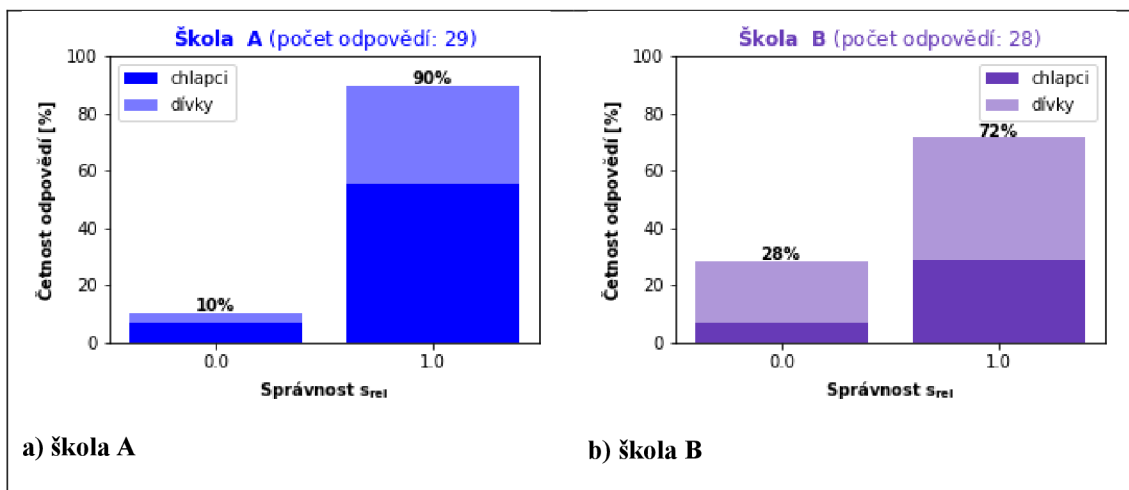 Škola A (počet odpovědí: 29)
Četnost odpovědí [%]
100
80
60
40
20
0
chlapci
dívky
10%
90%
0.0
1.0
Správnost s_rel
a) škola A
Škola B (počet odpovědí: 28)
Četnost odpovědí [%]
100
80
60
40
20
0
chlapci
dívky
28%
72%
0.0
1.0
Správnost s_rel
b) škola B